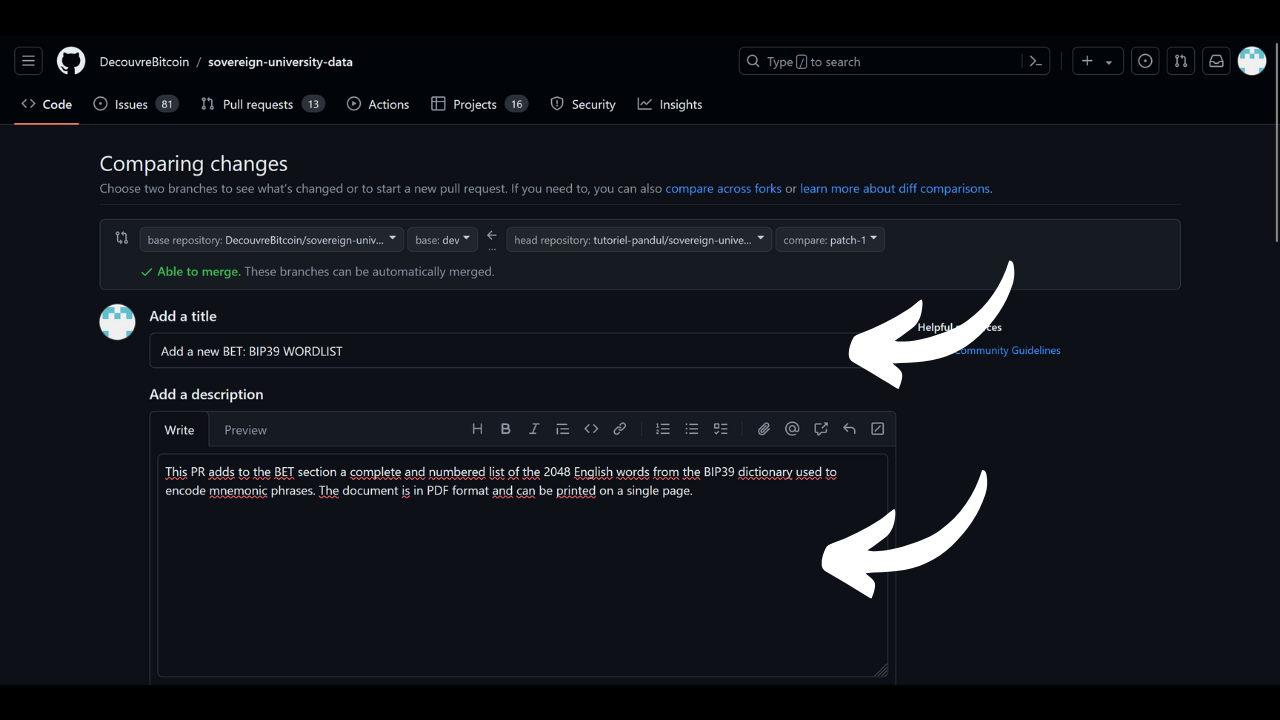 DecouvreBitcoin / sovereign-university-data
Type / to search
Code Issues 81 Pull requests 13 Actions Projects 16 Security Insights
Comparing changes
Choose two branches to see what's changed or to start a new pull request. If you need to, you can also compare across forks or learn more about diff comparisons.
base repository: DecouvreBitcoin/sovereign-univ... base: dev head repository: tutoriel-pandul/sovereign-unive... compare: patch-1
Able to merge. These branches can be automatically merged.
Add a title
Helpful
Add a new BET: BIP39 WORDLIST
Community Guidelines
Add a description
Write Preview
This PR adds to the BET section a complete and numbered list of the 2048 English words from the BIP39 dictionary used to
encode mnemonic phrases. The document is in PDF format and can be printed on a single page.